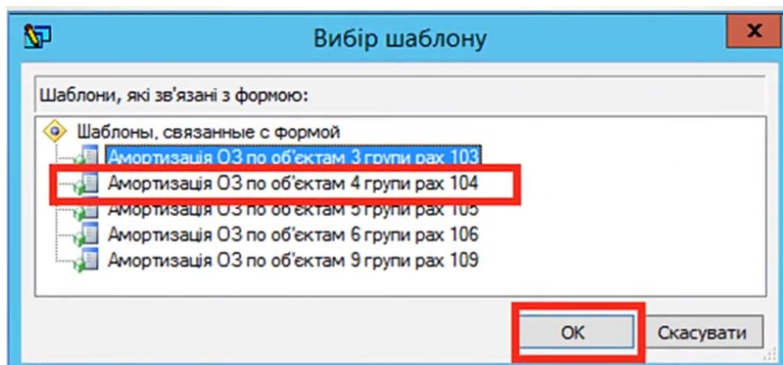 Вибір шаблону
x
Шаблони, які зв'язані з формою:
Шаблоны, связанные с формой
Амортизація ОЗ по об'єктам 3 групи рах 103
Амортизація ОЗ по об'єктам 4 групи рах 104
Амортизація ОЗ по об'єктам 5 групи рах 105
Амортизація ОЗ по об'єктам 6 групи рах 106
Амортизація ОЗ по об'єктам 9 групи рах 109
OK Скасувати